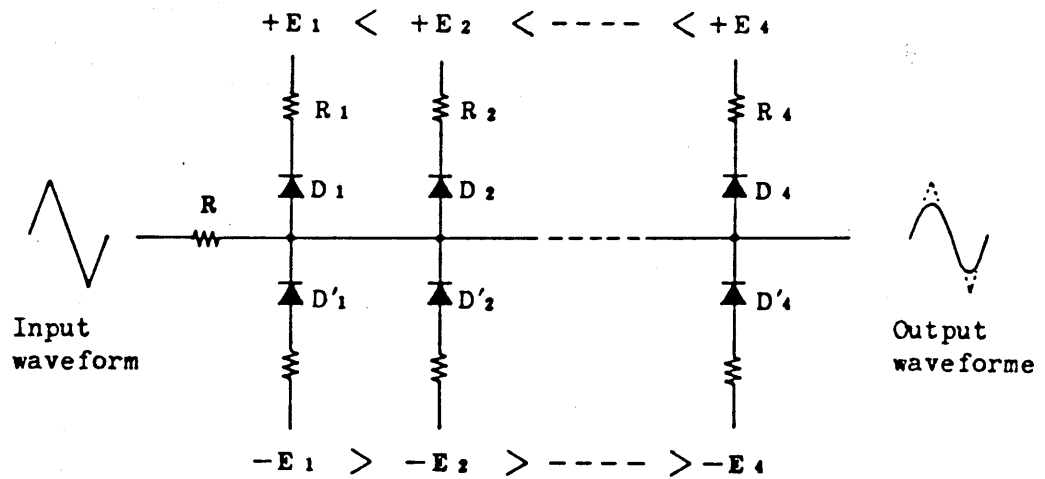 +E1 < +E2 < ---- < +E4
R1 R2 R4
D1 D2 D4
R
D'1 D'2 D'4
Input
waveform
Output
waveforme
-E1 > -E2 > ---- > -E4